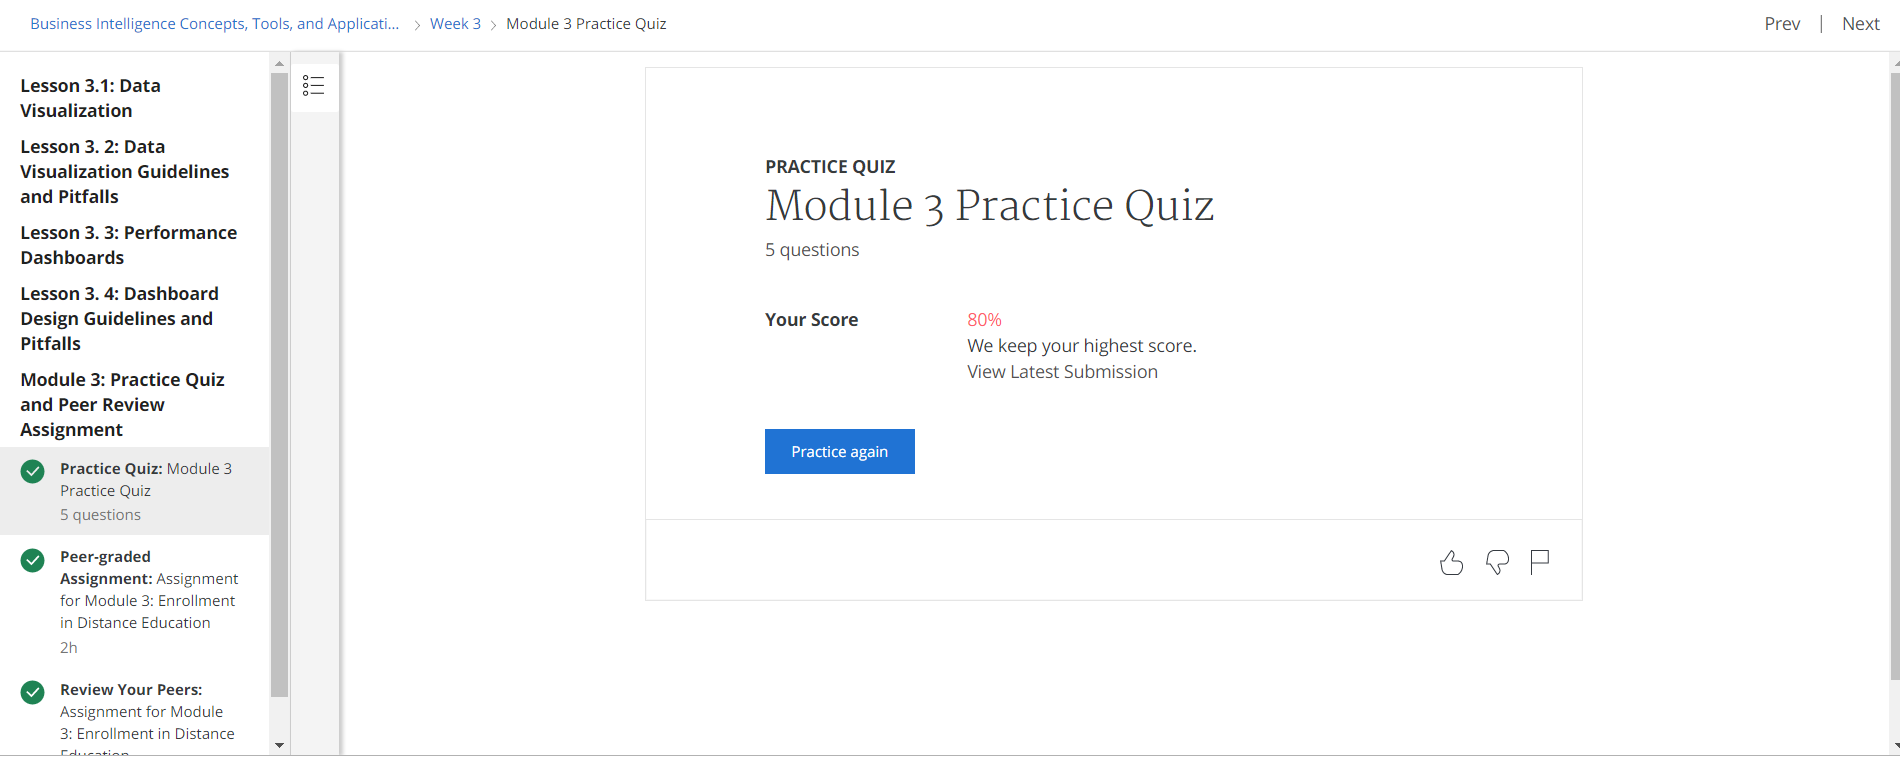 Business Intelligence Concepts, Tools, and Applicati... > Week 3 > Module 3 Practice Quiz
Prev | Next
Lesson 3.1: Data
Visualization
Lesson 3. 2: Data
Visualization Guidelines
and Pitfalls
Lesson 3. 3: Performance
Dashboards
Lesson 3. 4: Dashboard
Design Guidelines and
Pitfalls
Module 3: Practice Quiz
and Peer Review
Assignment
Practice Quiz: Module 3
Practice Quiz
5 questions
Peer-graded
Assignment: Assignment
for Module 3: Enrollment
in Distance Education
2h
Review Your Peers:
Assignment for Module
3: Enrollment in Distance
Education
PRACTICE QUIZ
Module 3 Practice Quiz
5 questions
Your Score
80%
We keep your highest score.
View Latest Submission
Practice again